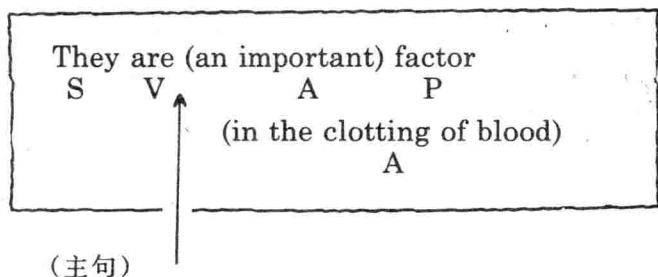 They are (an important) factor
S V A P
(in the clotting of blood)
A
(主句)